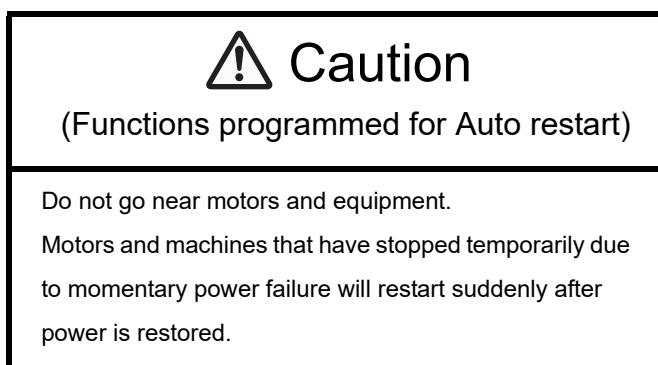 Caution
(Functions programmed for Auto restart)
Do not go near motors and equipment.
Motors and machines that have stopped temporarily due
to momentary power failure will restart suddenly after
power is restored.